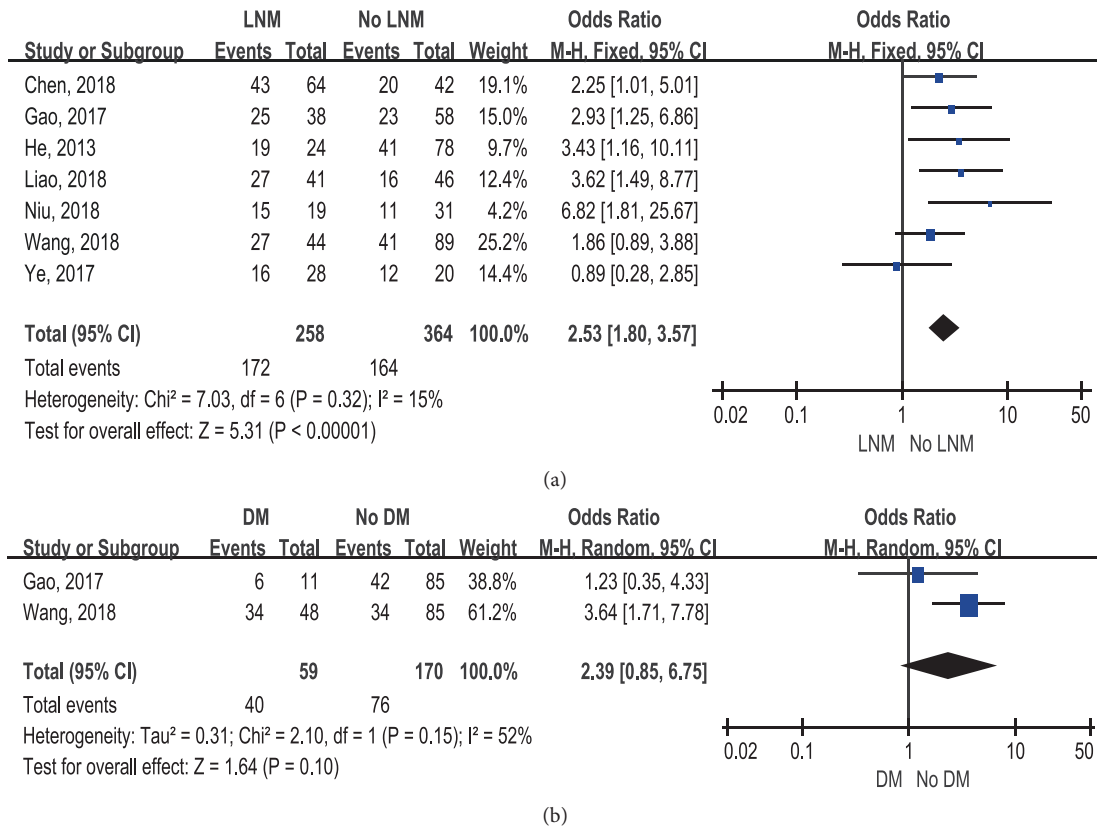 LNM No LNM Odds Ratio Odds Ratio
Study or Subgroup Events Total Events Total Weight M-H. Fixed. 95% CI M-H. Fixed. 95% CI
Chen, 2018 43 64 20 42 19.1% 2.25 [1.01, 5.01]
Gao, 2017 25 38 23 58 15.0% 2.93 [1.25, 6.86]
He, 2013 19 24 41 78 9.7% 3.43 [1.16, 10.11]
Liao, 2018 27 41 16 46 12.4% 3.62 [1.49, 8.77]
Niu, 2018 15 19 11 31 4.2% 6.82 [1.81, 25.67]
Wang, 2018 27 44 41 89 25.2% 1.86 [0.89, 3.88]
Ye, 2017 16 28 12 20 14.4% 0.89 [0.28, 2.85]
Total (95% CI) 258 364 100.0% 2.53 [1.80, 3.57]
Total events 172 164
Heterogeneity: Chi² = 7.03, df = 6 (P = 0.32); I² = 15%
Test for overall effect: Z = 5.31 (P < 0.00001)
0.02 0.1 1 10 50
LNM No LNM
(a)
DM No DM Odds Ratio Odds Ratio
Study or Subgroup Events Total Events Total Weight M-H. Random. 95% CI M-H. Random. 95% CI
Gao, 2017 6 11 42 85 38.8% 1.23 [0.35, 4.33]
Wang, 2018 34 48 34 85 61.2% 3.64 [1.71, 7.78]
Total (95% CI) 59 170 100.0% 2.39 [0.85, 6.75]
Total events 40 76
Heterogeneity: Tau² = 0.31; Chi² = 2.10, df = 1 (P = 0.15); I² = 52%
Test for overall effect: Z = 1.64 (P = 0.10)
0.02 0.1 1 10 50
DM No DM
(b)